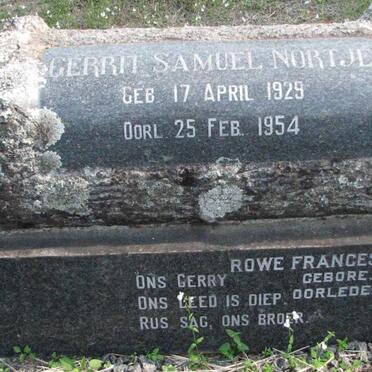 GERRIT SAMUEL NORTJE
GEB 17 APRIL 1929
OORL 25 FEB. 1954
ROWE FRANCES
ONS GERRY GEBORE
ONS LEED IS DIEP, OORLEDE
RUS SAG, ONS BROER.